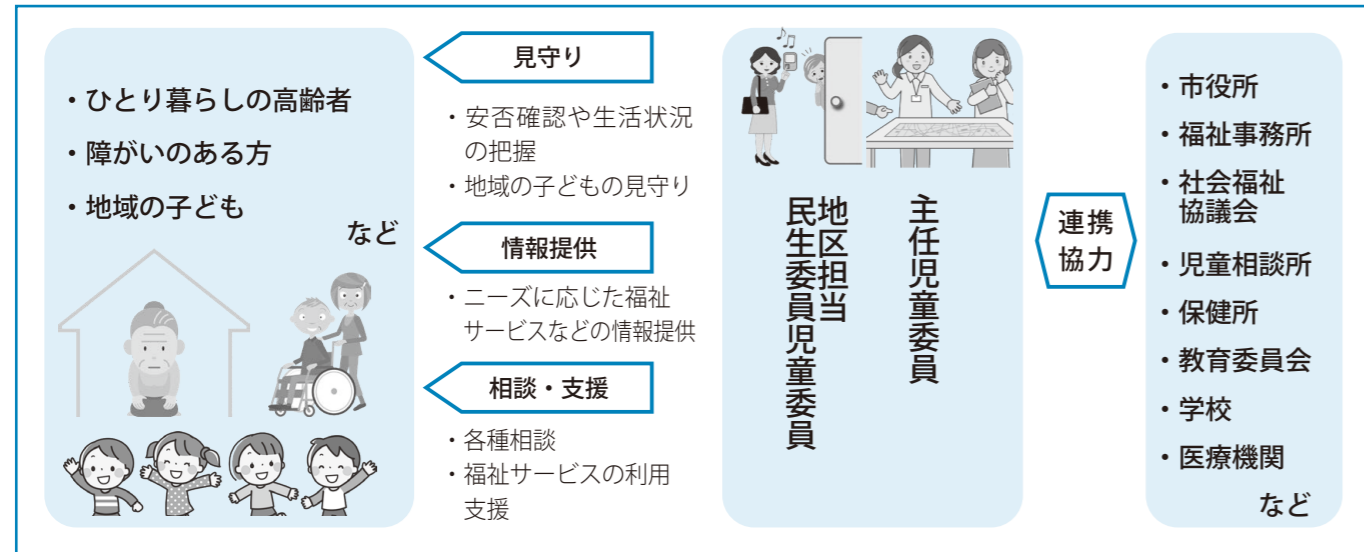 ・ひとり暮らしの高齢者
・障がいのある方
・地域の子ども
など
見守り
・安否確認や生活状況
の把握
・地域の子どもの見守り
情報提供
・ニーズに応じた福祉
サービスなどの情報提供
相談・支援
・各種相談
・福祉サービスの利用
支援
地区担当
民生委員児童委員
主任児童委員
連携
協力
・市役所
・福祉事務所
・社会福祉
協議会
・児童相談所
・保健所
・教育委員会
・学校
・医療機関
など